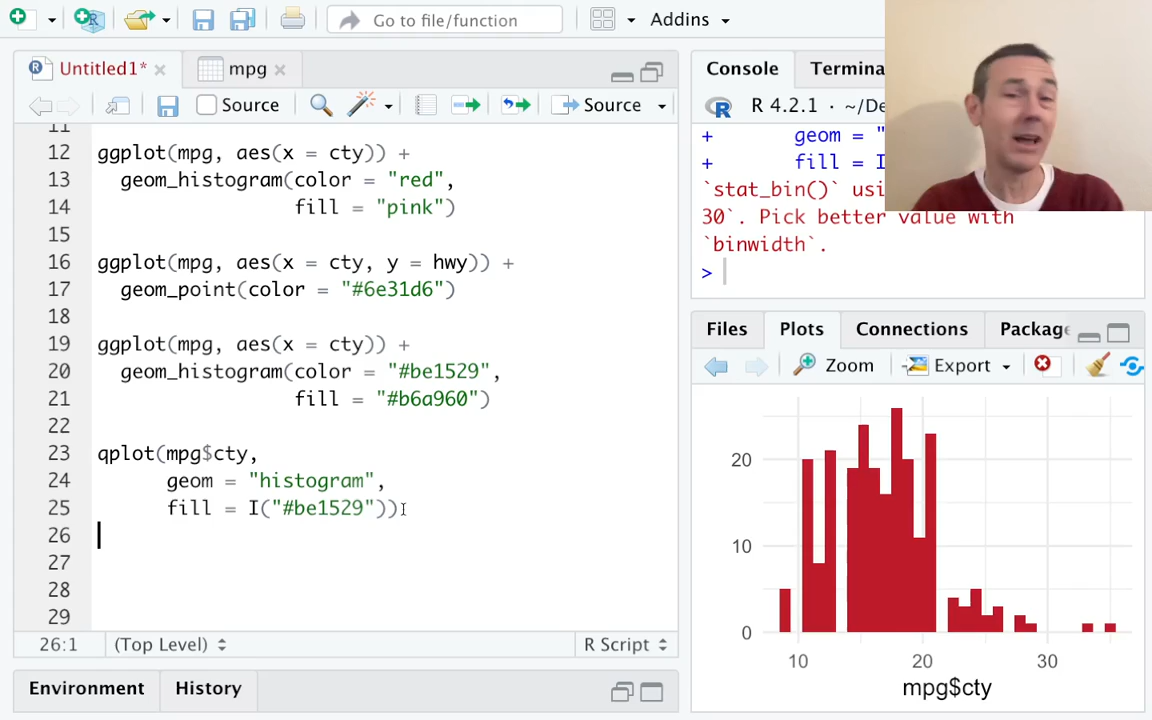 Go to file/function
Addins
Untitled1*
mpg
Source
Source
11
12 ggplot(mpg, aes(x = cty)) +
13 geom_histogram(color = "red",
14 fill = "pink")
15
16 ggplot(mpg, aes(x = cty, y = hwy)) +
17 geom_point(color = "#6e31d6")
18
19 ggplot(mpg, aes(x = cty)) +
20 geom_histogram(color = "#be1529",
21 fill = "#b6a960")
22
23 qplot(mpg$cty,
24 geom = "histogram",
25 fill = I("#be1529"))
26
27
28
29
26:1 (Top Level) R Script
Environment History
Console Termina
R 4.2.1 · ~/De
+ geom = "
+ fill = I
`stat_bin()` usi
30`. Pick better value with
`binwidth`.
>
Files Plots Connections Package
Zoom Export
20
10
0
10 20 30
mpg$cty